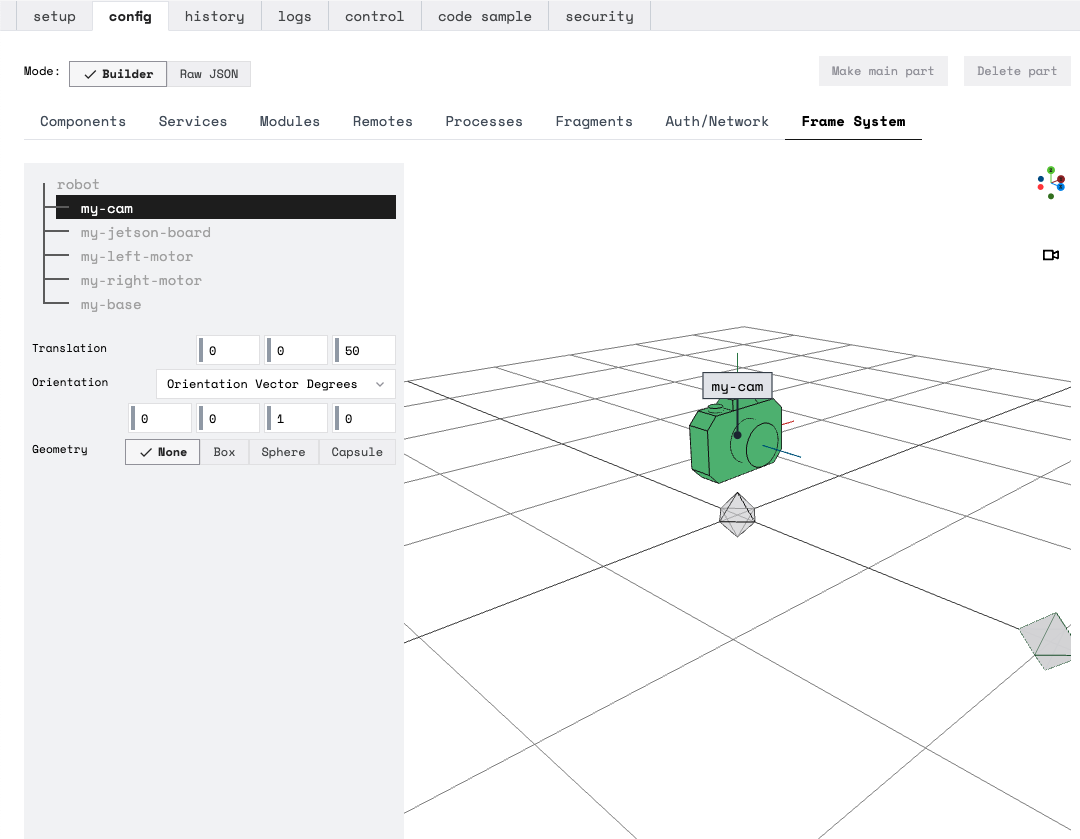 setup config history logs control code sample security
Mode: Builder Raw JSON Make main part Delete part
Components Services Modules Remotes Processes Fragments Auth/Network Frame System
robot
my-cam
my-jetson-board
my-left-motor
my-right-motor
my-base
Translation 0 0 50
Orientation Orientation Vector Degrees
0 0 1 0
Geometry None Box Sphere Capsule
my-cam